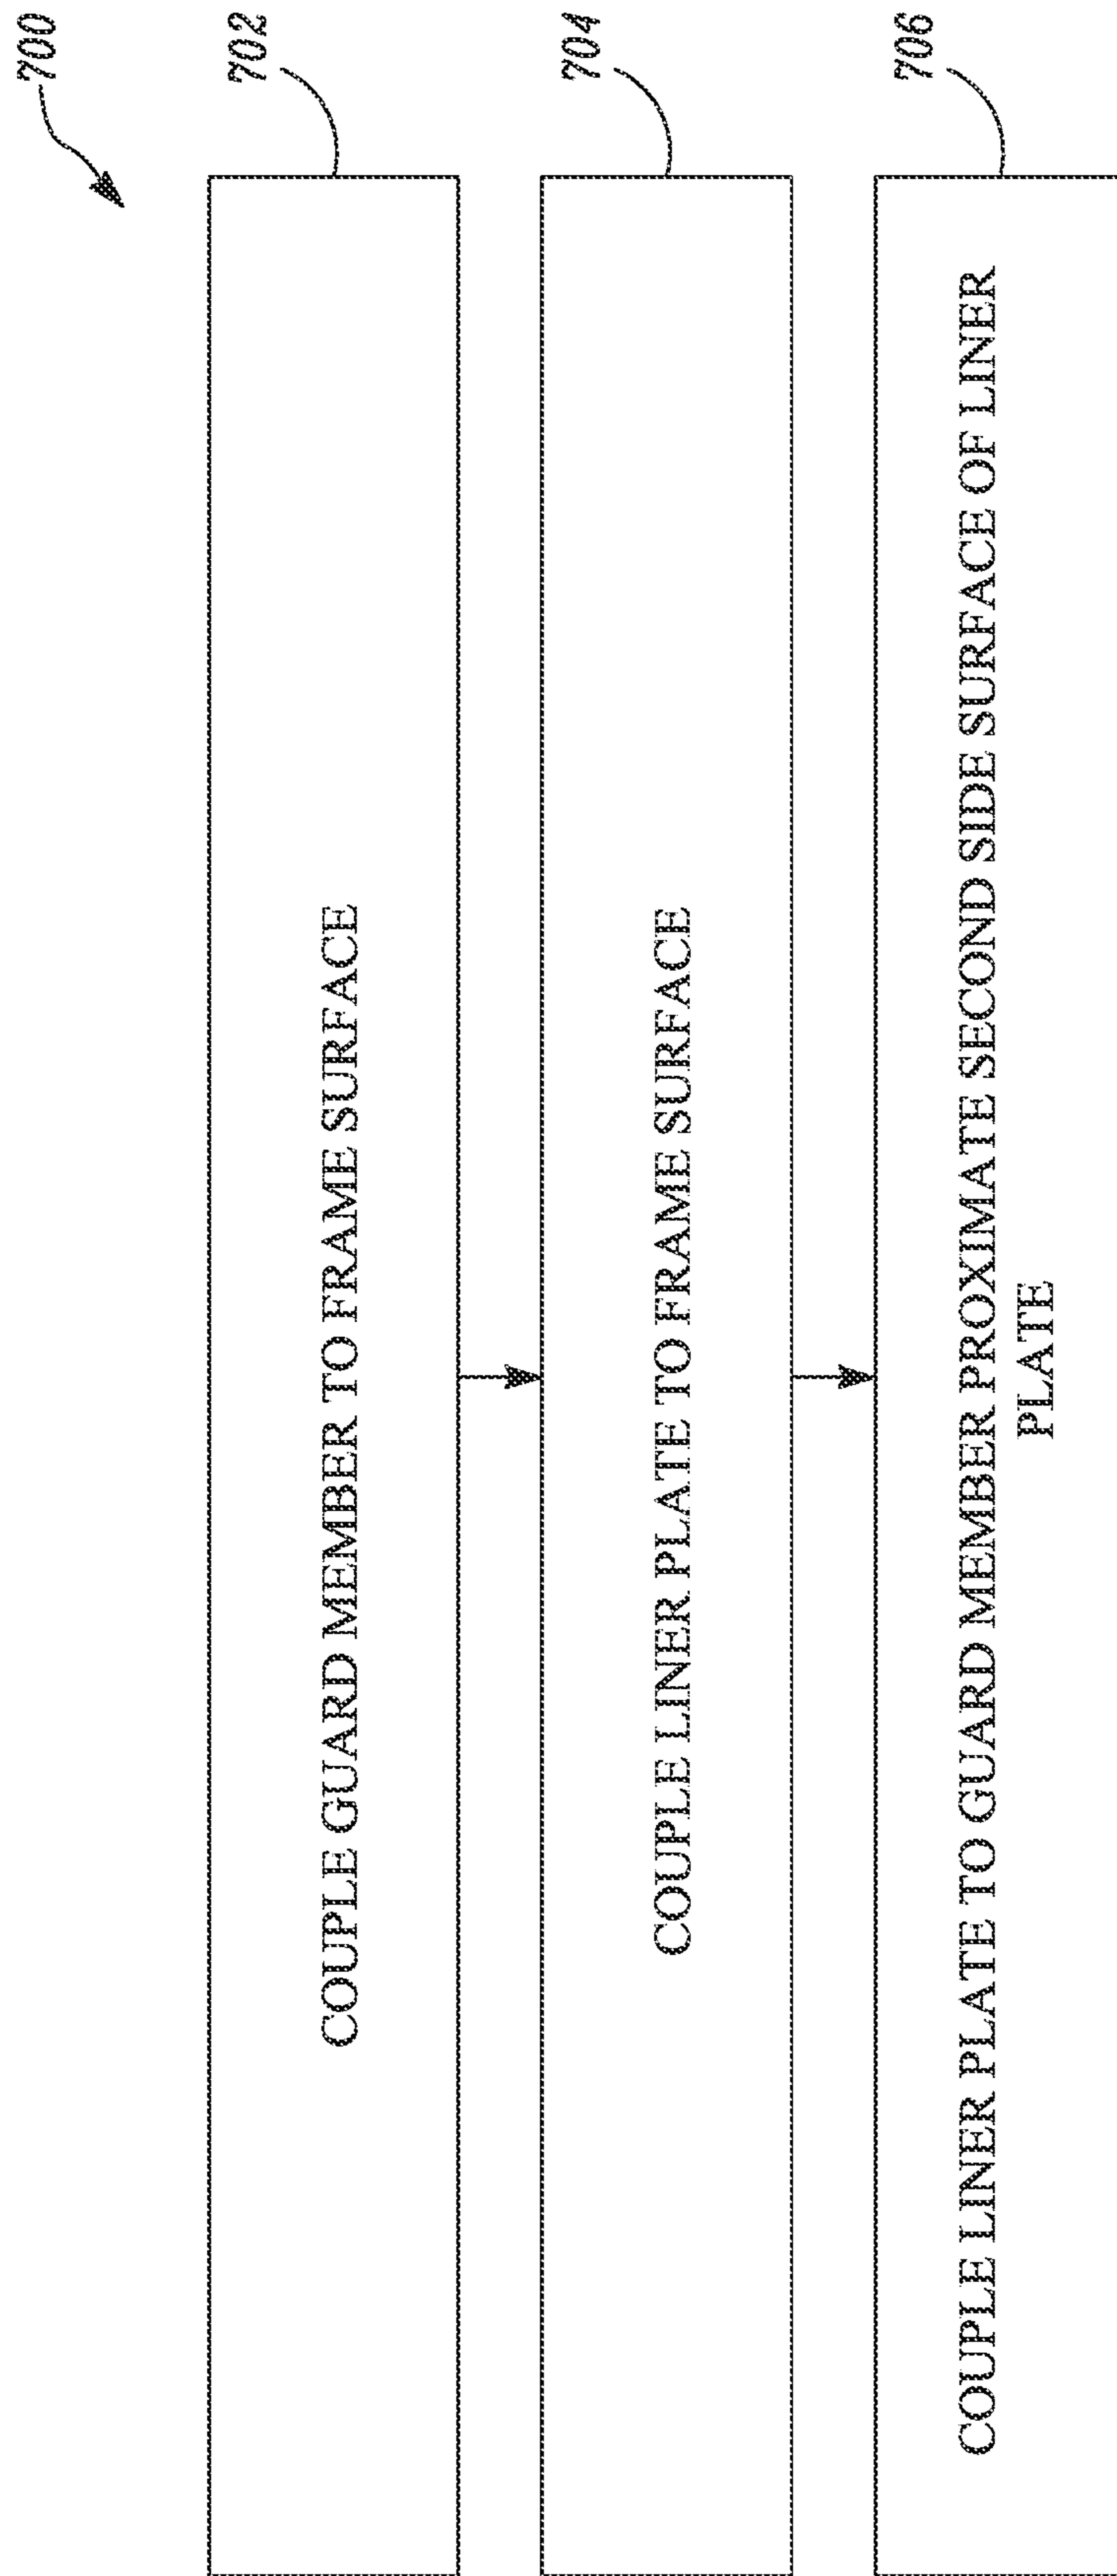 700
702
COUPLE GUARD MEMBER TO FRAME SURFACE
704
COUPLE LINER PLATE TO FRAME SURFACE
706
COUPLE LINER PLATE TO GUARD MEMBER PROXIMATE SECOND SIDE SURFACE OF LINER
PLATE